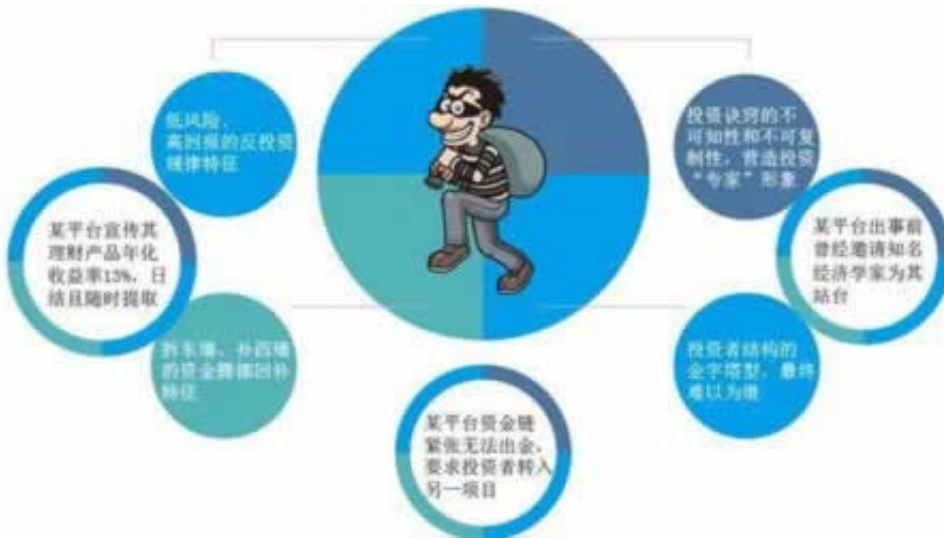 低风险、
高回报的反投资
规律特征
投资诀窍的不
可知性和不可复
制性，营造投资
“专家”形象
某平台宣传其
理财产品年化
收益率13%，日
结且随时提取
某平台出事前
曾经邀请知名
经济学家为其
站台
拆东墙、补西墙
的资金腾挪回补
特征
投资者结构的
金字塔型，最终
难以为继
某平台资金链
紧张无法出金，
要求投资者转入
另一项目